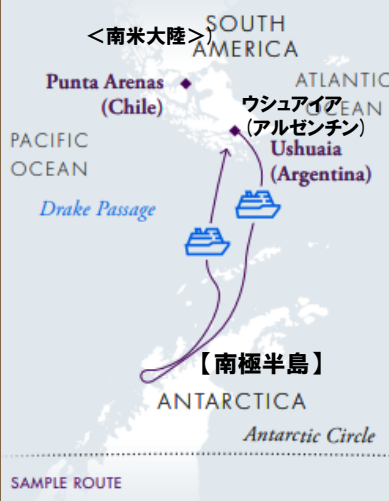 SOUTH
＜南米大陸＞)
AMERICA
Punta Arenas
(Chile)
ATLANTIC
OCEAN
ウシュアイア
(アルゼンチン)
Ushuaia
(Argentina)
PACIFIC
OCEAN
Drake Passage
【南極半島】
ANTARCTICA
Antarctic Circle
SAMPLE ROUTE